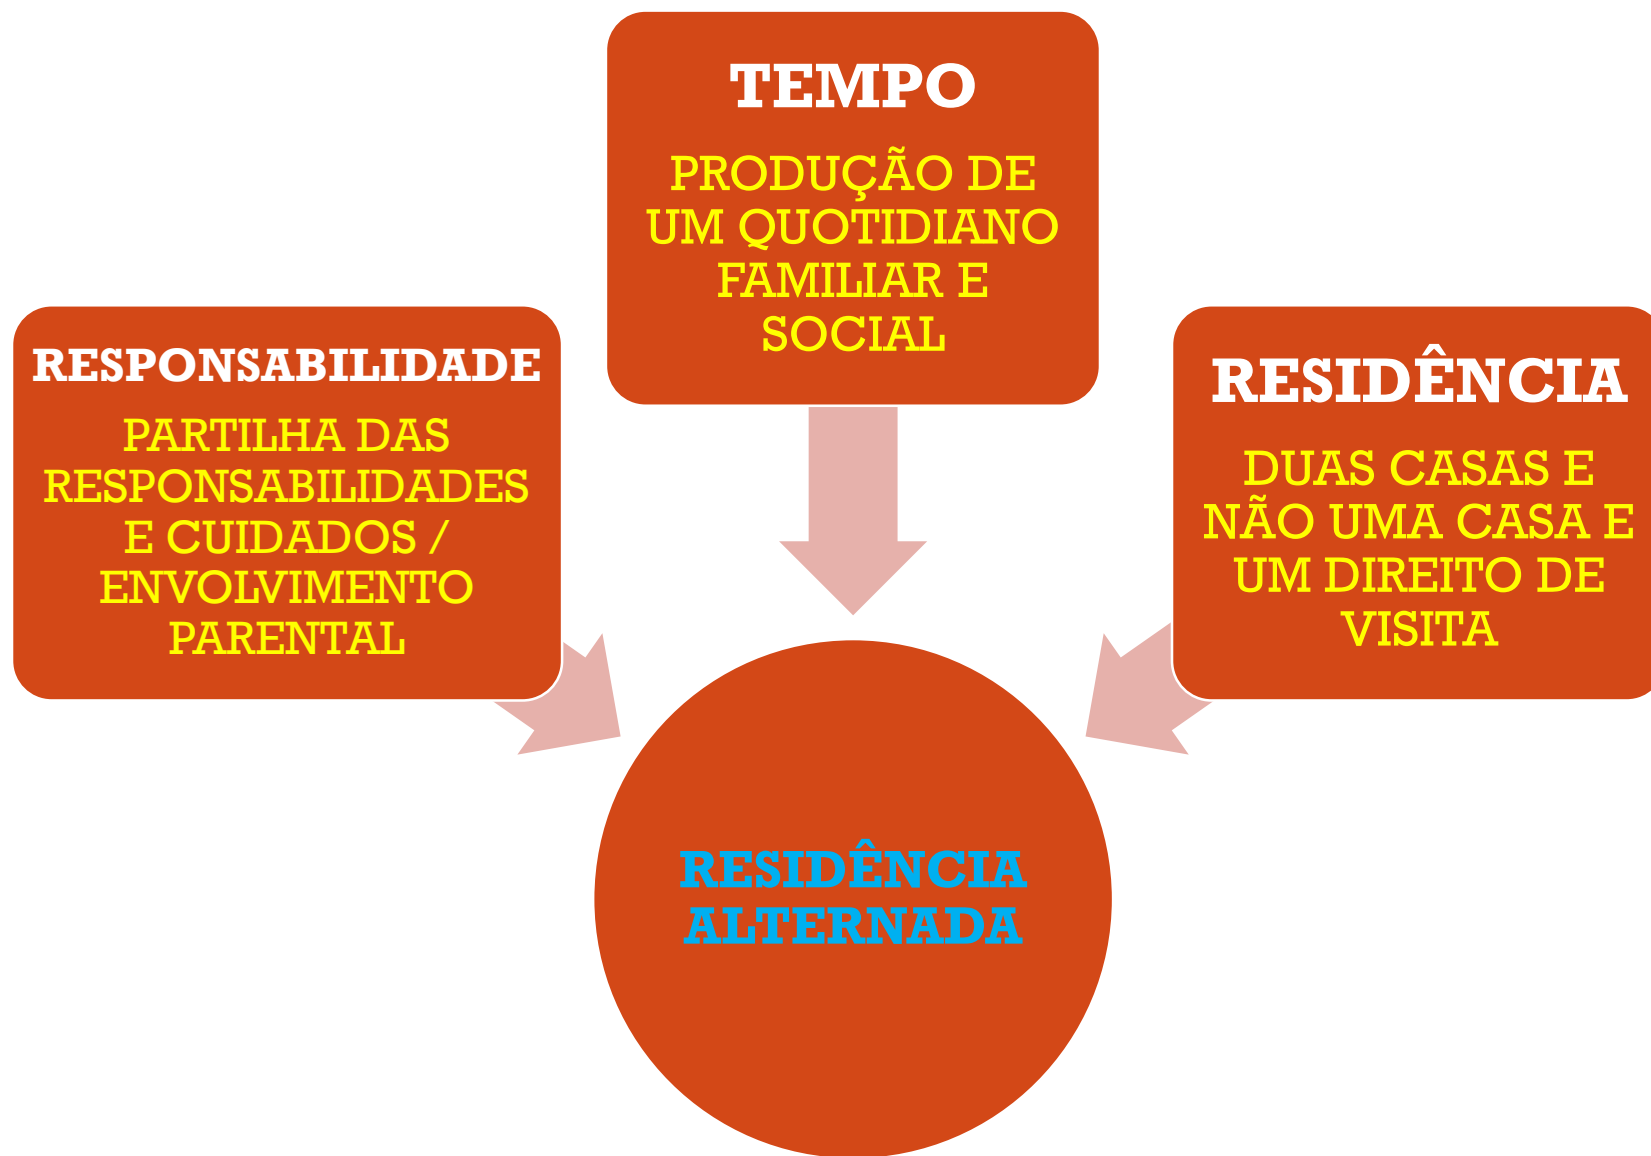 TEMPO
PRODUÇÃO DE
UM QUOTIDIANO
FAMILIAR E
SOCIAL
RESPONSABILIDADE
PARTILHA DAS
RESPONSABILIDADES
E CUIDADOS /
ENVOLVIMENTO
PARENTAL
RESIDÊNCIA
DUAS CASAS E
NÃO UMA CASA E
UM DIREITO DE
VISITA
RESIDÊNCIA
ALTERNADA